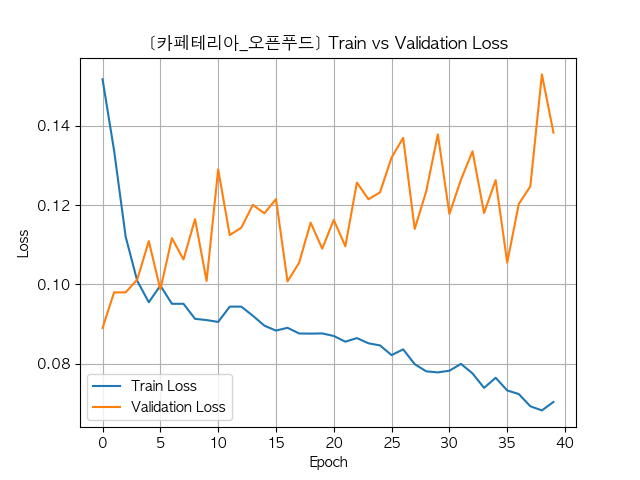 [카페테리아_오픈푸드] Train vs Validation Loss
Loss
0.14
0.12
0.10
0.08
Train Loss
Validation Loss
0 5 10 15 20 25 30 35 40
Epoch